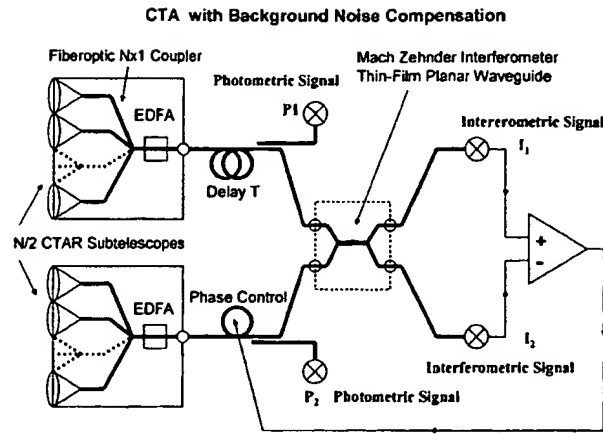 CTA with Background Noise Compensation
Fiberoptic Nx1 Coupler
Mach Zehnder Interferometer
Thin-Film Planar Waveguide
Photometric Signal
P1
EDFA
Intererometric Signal
I1
Delay T
N/2 CTAR Subtelescopes
+
-
EDFA
Phase Control
I2
Interferometric Signal
P2 Photometric Signal